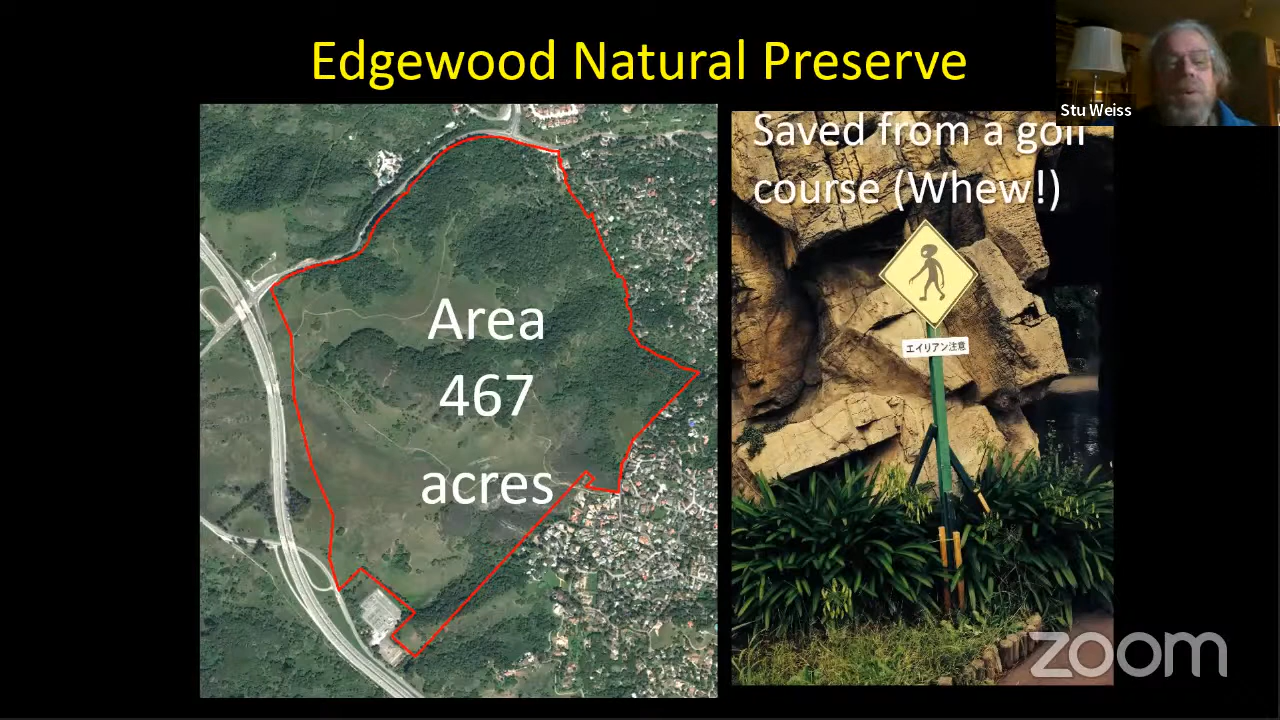 Edgewood Natural Preserve
Stu Weiss
Saved from a golf
course (Whew!)
Area
467
acres
エイリアン注意
zoom